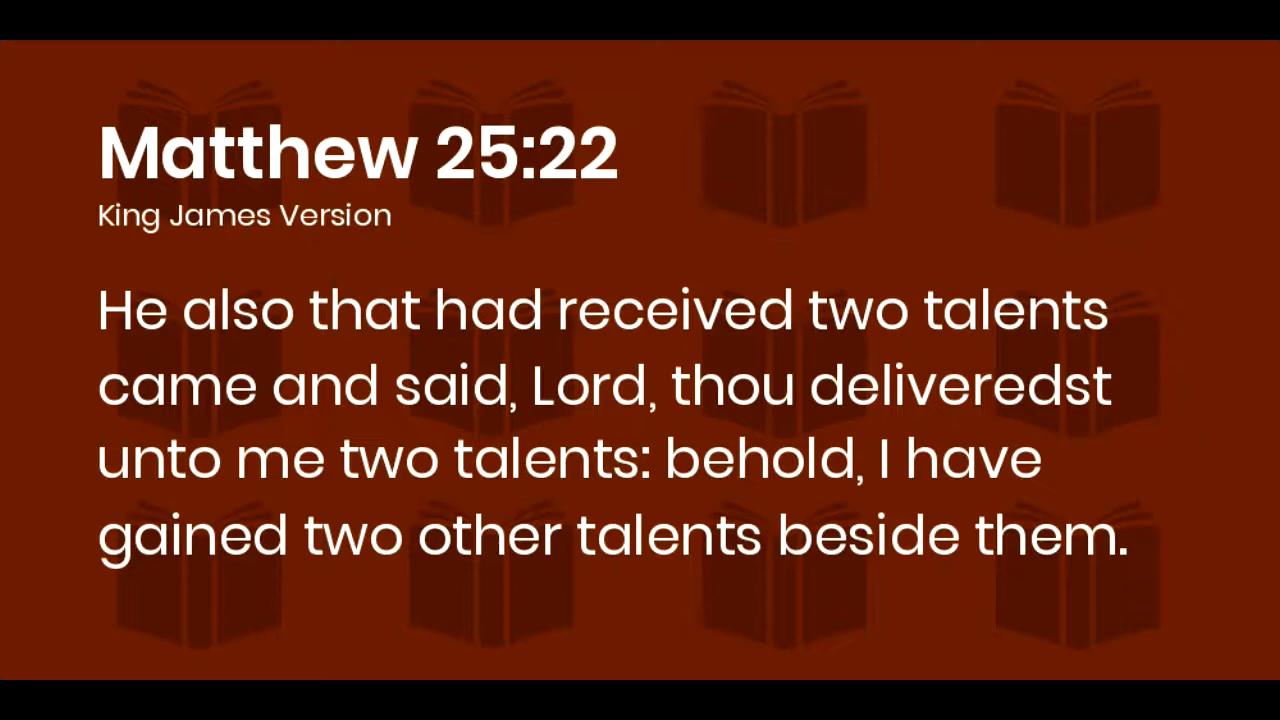 Matthew 25:22
King James Version
He also that had received two talents
came and said, Lord, thou deliveredst
unto me two talents: behold, I have
gained two other talents beside them.